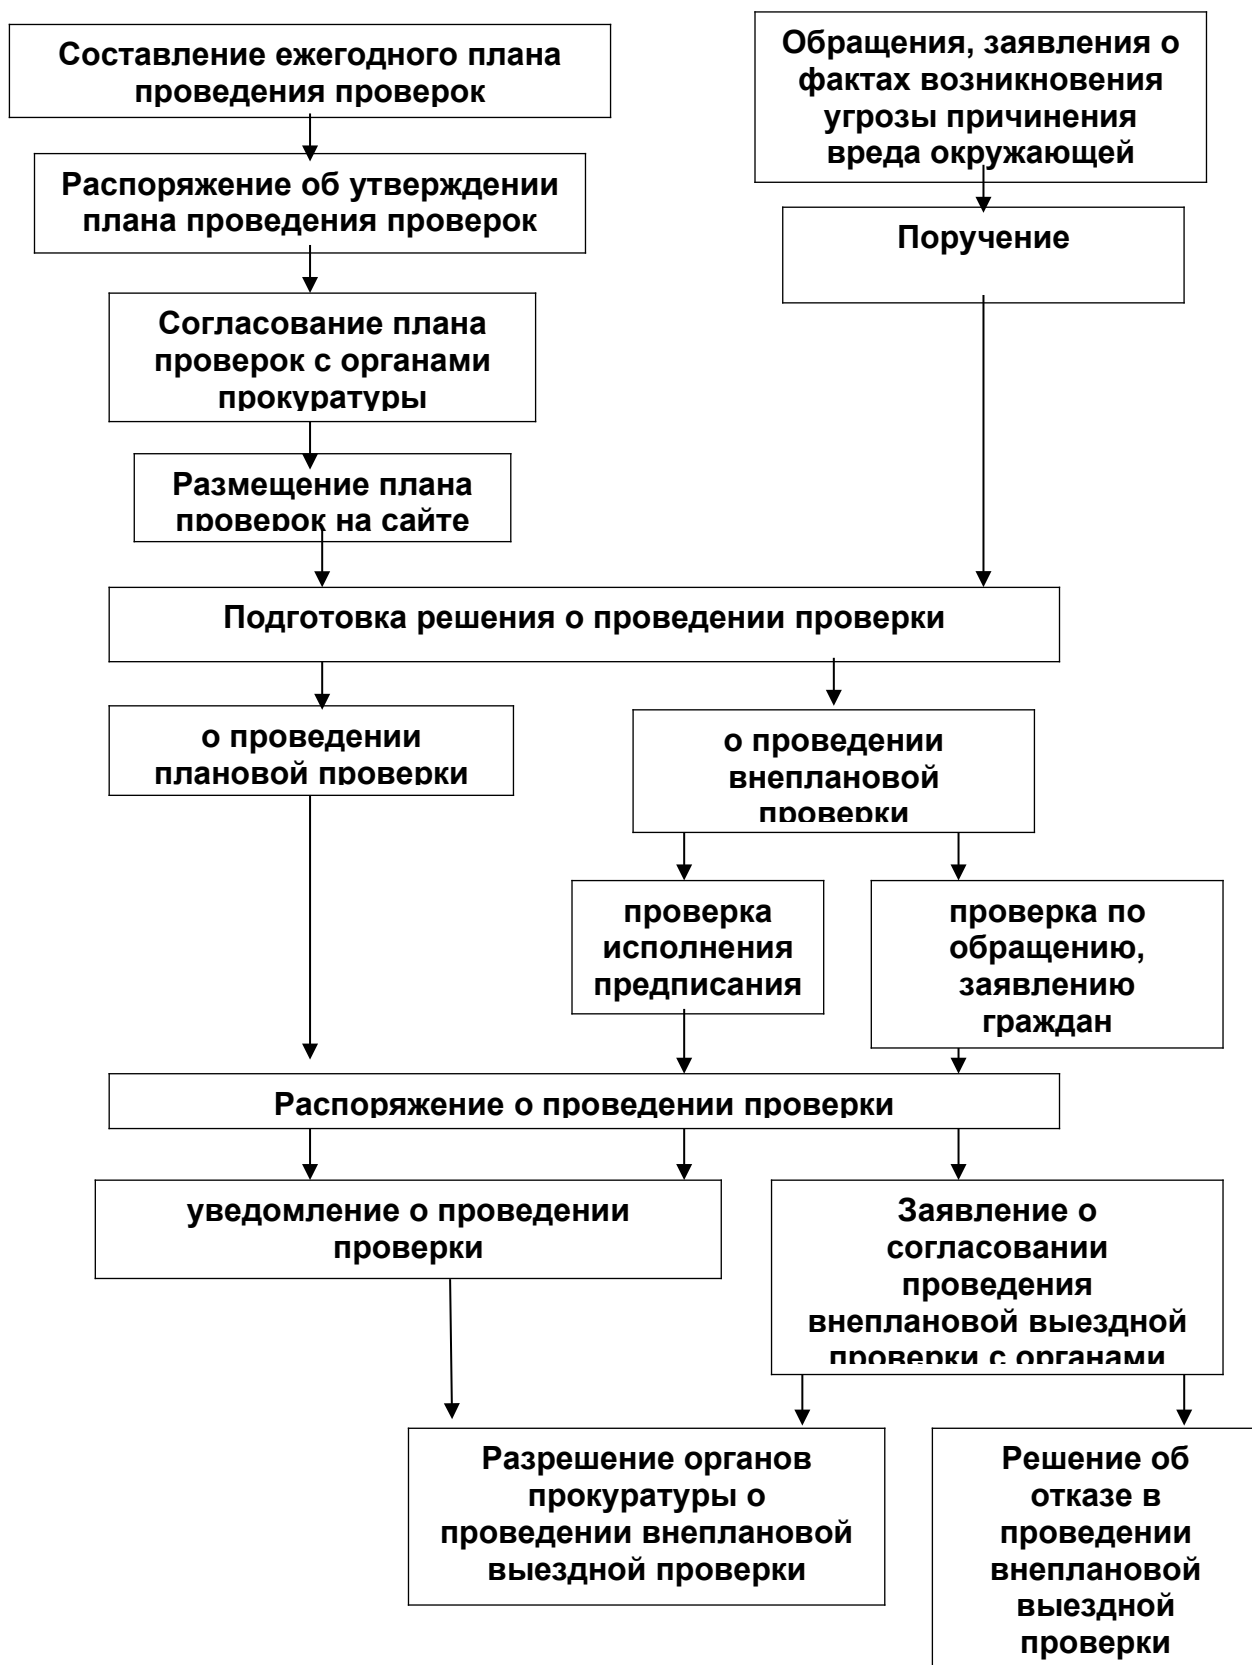 Составление ежегодного плана
проведения проверок
Обращения, заявления о
фактах возникновения
угрозы причинения
вреда окружающей
Распоряжение об утверждении
плана проведения проверок
Поручение
Согласование плана
проверок с органами
прокуратуры
Размещение плана
проверок на сайте
Подготовка решения о проведении проверки
о проведении
плановой проверки
о проведении
внеплановой
проверки
проверка
исполнения
предписания
проверка по
обращению,
заявлению
граждан
Распоряжение о проведении проверки
уведомление о проведении
проверки
Заявление о
согласовании
проведения
внеплановой выездной
проверки с органами
Разрешение органов
прокуратуры о
проведении внеплановой
выездной проверки
Решение об
отказе в
проведении
внеплановой
выездной
проверки